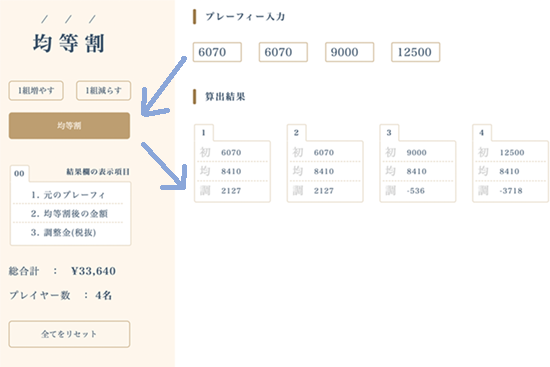 均等割
1組増やす 1組減らす
均等割
00 結果欄の表示項目
1. 元のプレーフィ
2. 均等割後の金額
3. 調整金(税抜)
総合計 : ¥33,640
プレイヤー数 : 4名
全てをリセット
プレーフィー入力
6070 6070 9000 12500
算出結果
1 2 3 4
初 6070 初 6070 初 9000 初 12500
均 8410 均 8410 均 8410 均 8410
調 2127 調 2127 調 -536 調 -3718